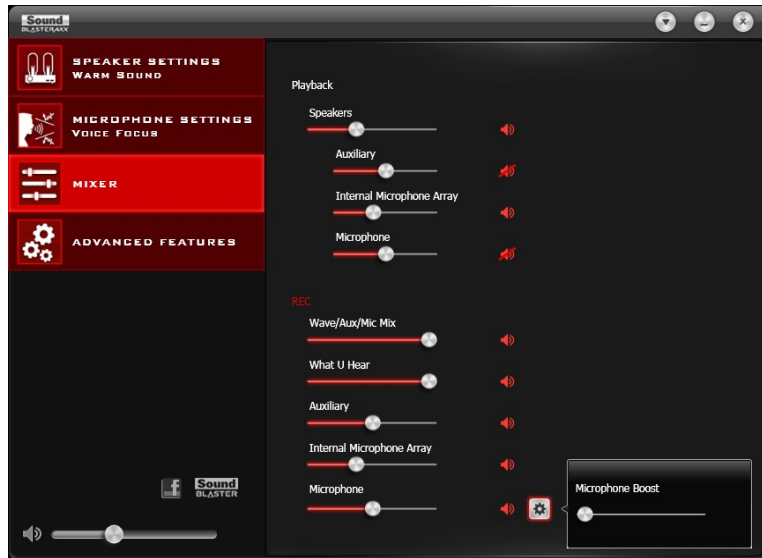 Sound
BLASTERAXX
SPEAKER SETTINGS
WARM SOUND
MICROPHONE SETTINGS
VOICE FOCUS
MIXER
ADVANCED FEATURES
Playback
Speakers
Auxiliary
Internal Microphone Array
Microphone
REC
Wave/Aux/Mic Mix
What U Hear
Auxiliary
Internal Microphone Array
Microphone
Microphone Boost
f
Sound
BLASTER